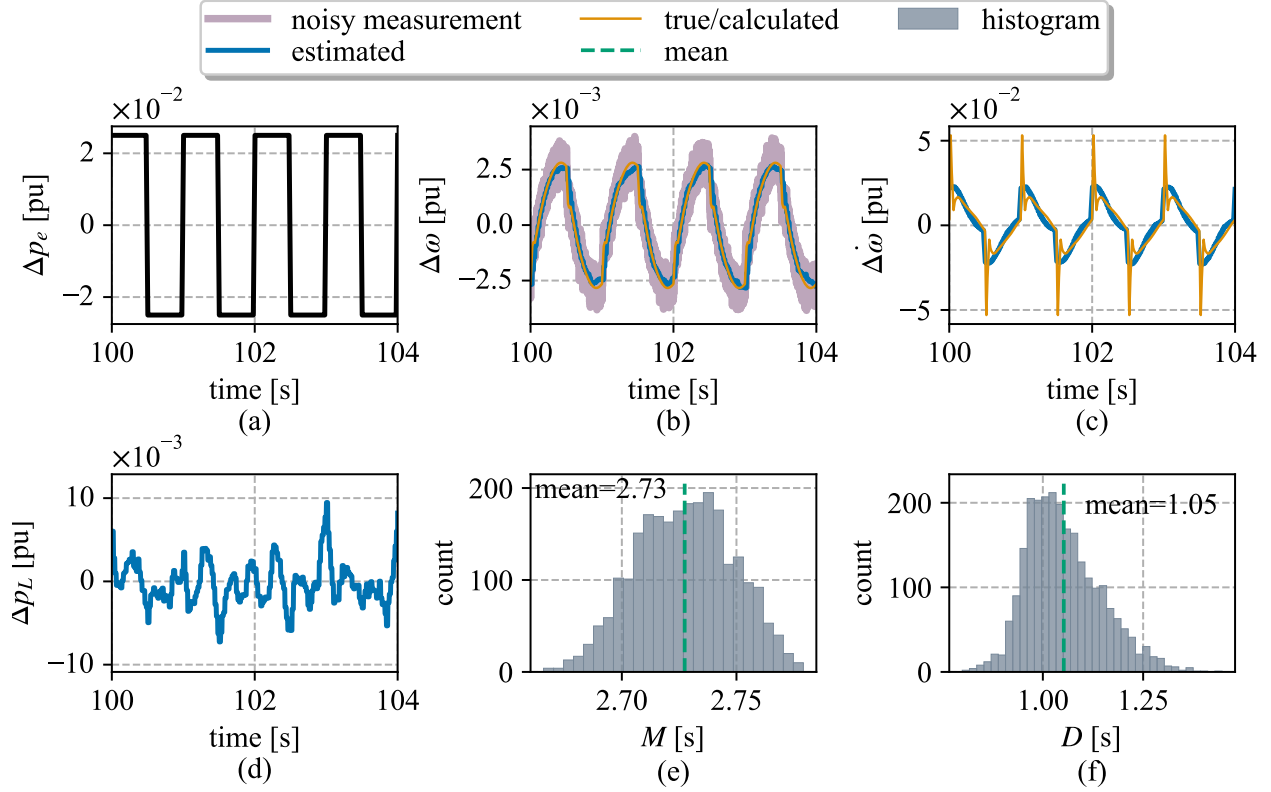 noisy measurement true/calculated histogram
estimated mean
×10⁻² ×10⁻³ ×10⁻²
Δpₑ [pu]
2
0
−2
100 102 104
time [s]
(a)
Δω [pu]
2.5
0.0
−2.5
100 102 104
time [s]
(b)
Δω̇ [pu]
5
0
−5
100 102 104
time [s]
(c)
×10⁻³
Δp_L [pu]
10
0
−10
100 102 104
time [s]
(d)
count
200
100
0
mean=2.73
2.70 2.75
M [s]
(e)
count
200
100
0
mean=1.05
1.00 1.25
D [s]
(f)